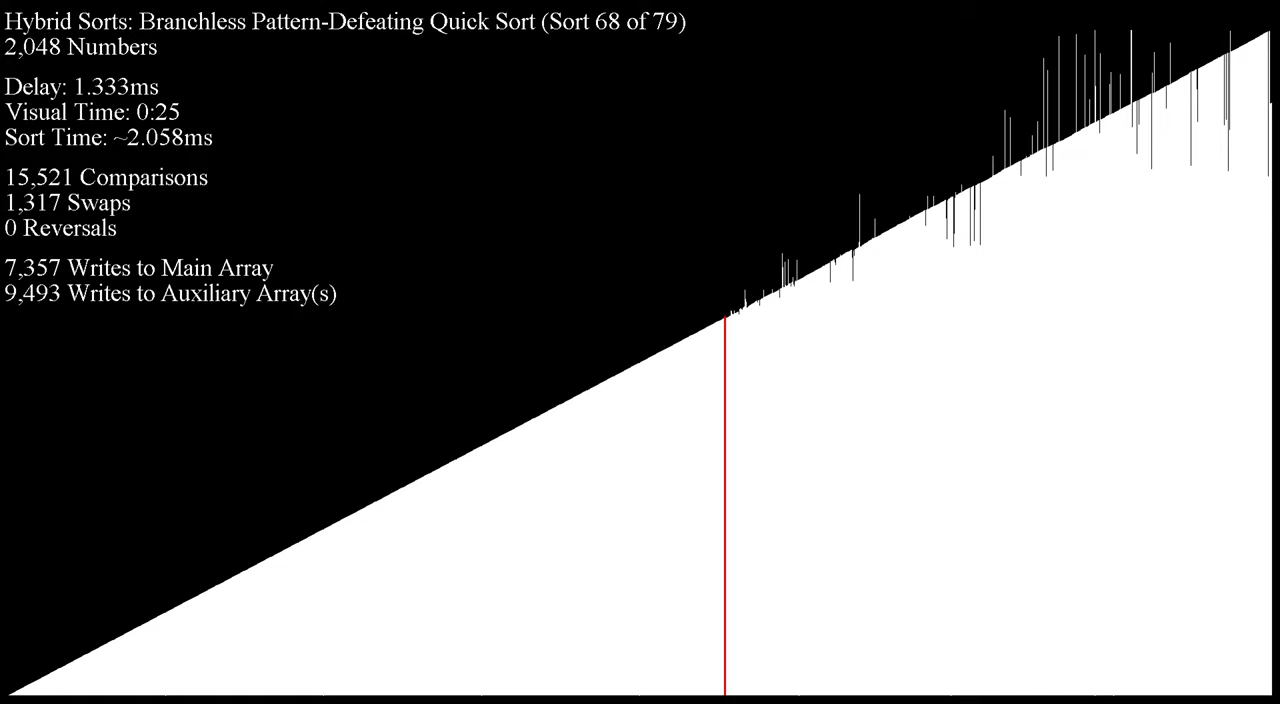 Hybrid Sorts: Branchless Pattern-Defeating Quick Sort (Sort 68 of 79)
2,048 Numbers
Delay: 1.333ms
Visual Time: 0:25
Sort Time: ~2.058ms
15,521 Comparisons
1,317 Swaps
0 Reversals
7,357 Writes to Main Array
9,493 Writes to Auxiliary Array(s)